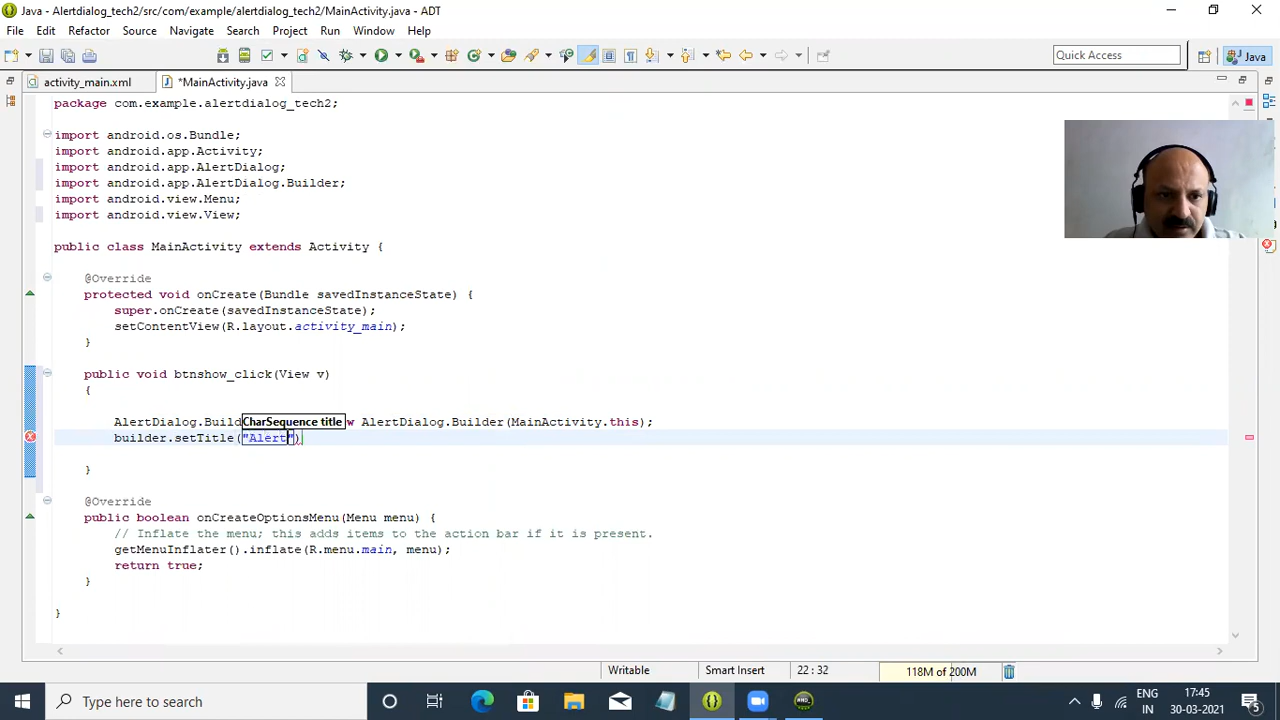 Java - Alertdialog_tech2/src/com/example/alertdialog_tech2/MainActivity.java - ADT
File Edit Refactor Source Navigate Search Project Run Window Help
Quick Access Java
activity_main.xml *MainActivity.java
package com.example.alertdialog_tech2;
import android.os.Bundle;
import android.app.Activity;
import android.app.AlertDialog;
import android.app.AlertDialog.Builder;
import android.view.Menu;
import android.view.View;
public class MainActivity extends Activity {
@Override
protected void onCreate(Bundle savedInstanceState) {
super.onCreate(savedInstanceState);
setContentView(R.layout.activity_main);
}
public void btnshow_click(View v)
{
AlertDialog.Build CharSequence title w AlertDialog.Builder(MainActivity.this);
builder.setTitle("Alert")
}
@Override
public boolean onCreateOptionsMenu(Menu menu) {
// Inflate the menu; this adds items to the action bar if it is present.
getMenuInflater().inflate(R.menu.main, menu);
return true;
}
}
Writable Smart Insert 22 : 32 118M of 200M
Type here to search
ENG 17:45
IN 30-03-2021 5